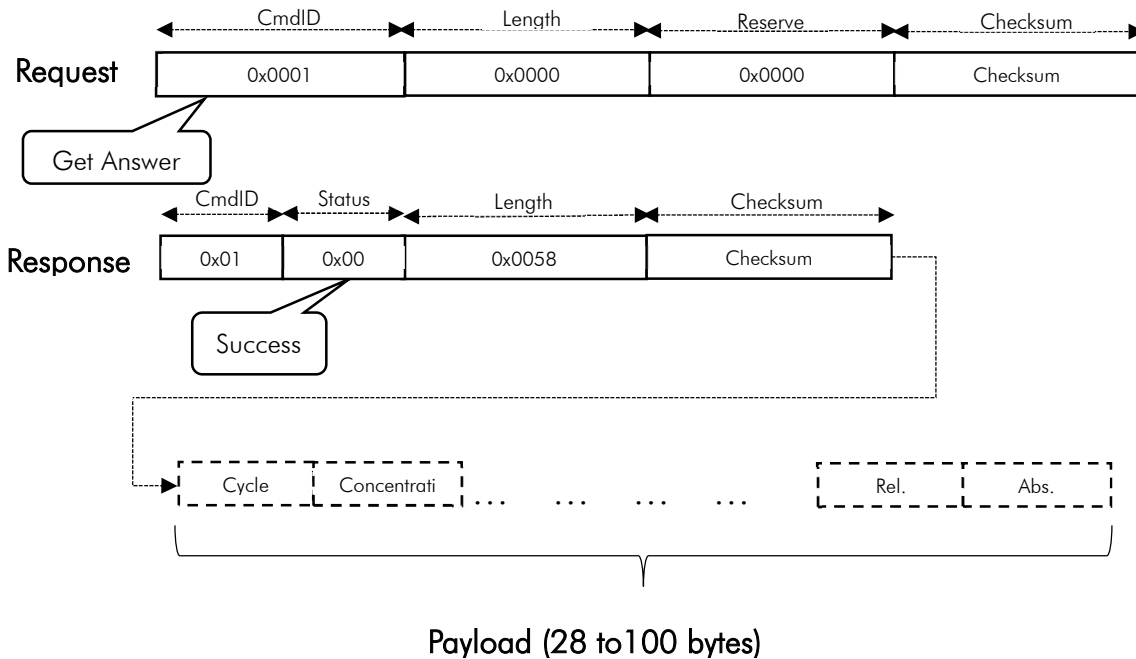 CmdID Length Reserve Checksum
Request 0x0001 0x0000 0x0000 Checksum
Get Answer
CmdID Status Length Checksum
Response 0x01 0x00 0x0058 Checksum
Success
Cycle Concentrati ... ... ... ... Rel. Abs.
Payload (28 to100 bytes)